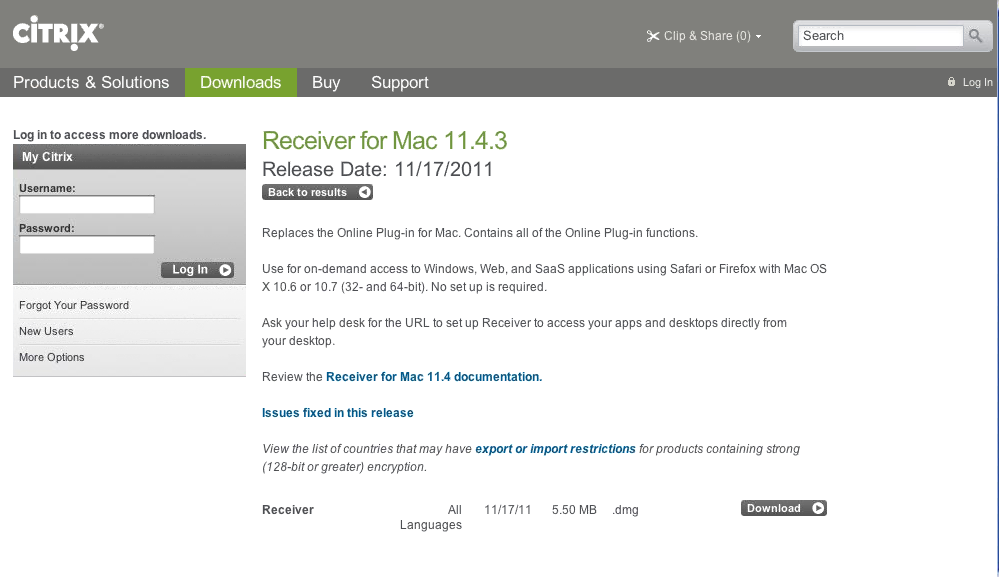 CITRIX®
Clip & Share (0)
Search
Products & Solutions Downloads Buy Support Log In
Log in to access more downloads.
My Citrix
Username:
Password:
Log In
Forgot Your Password
New Users
More Options
Receiver for Mac 11.4.3
Release Date: 11/17/2011
Back to results
Replaces the Online Plug-in for Mac. Contains all of the Online Plug-in functions.
Use for on-demand access to Windows, Web, and SaaS applications using Safari or Firefox with Mac OS
X 10.6 or 10.7 (32- and 64-bit). No set up is required.
Ask your help desk for the URL to set up Receiver to access your apps and desktops directly from
your desktop.
Review the Receiver for Mac 11.4 documentation.
Issues fixed in this release
View the list of countries that may have export or import restrictions for products containing strong
(128-bit or greater) encryption.
Receiver All 11/17/11 5.50 MB .dmg Download
Languages